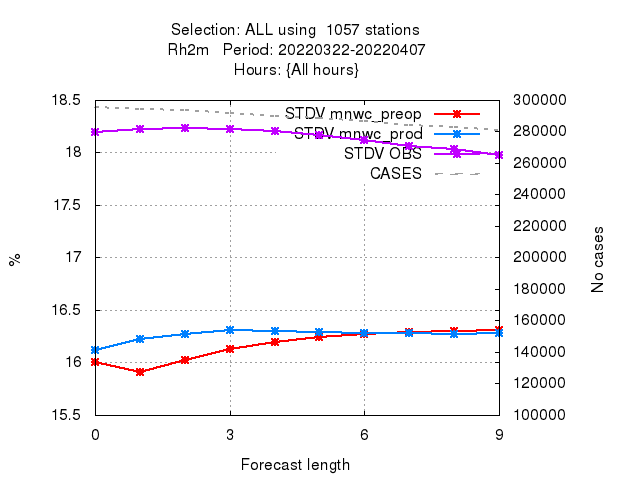 Selection: ALL using  1057 stations
Rh2m   Period: 20220322-20220407
Hours: {All hours}
STDV mnwc_preop
STDV mnwc_prod
STDV OBS
CASES
18.5
18
17.5
17
16.5
16
15.5
%
300000
280000
260000
240000
220000
200000
180000
160000
140000
120000
100000
No cases
0 3 6 9
Forecast length